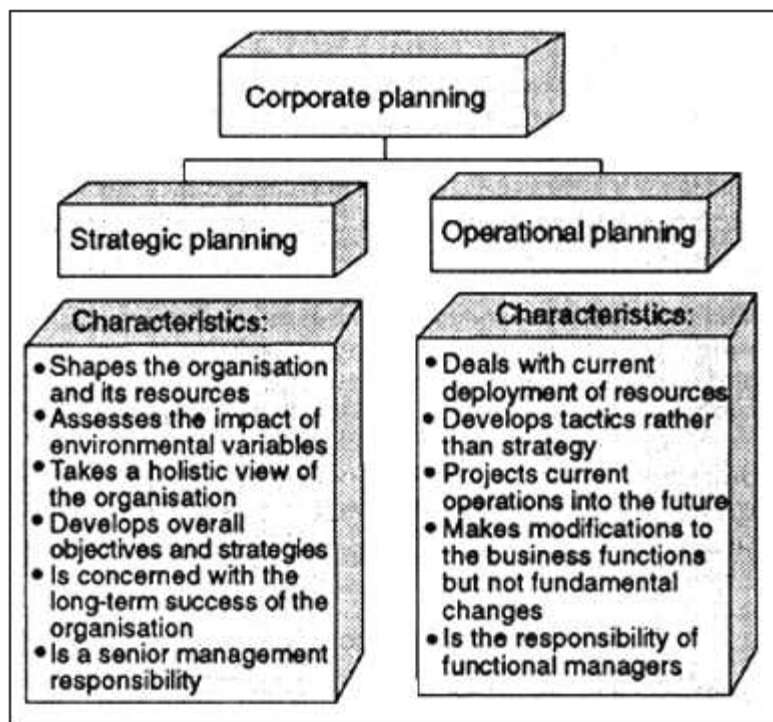 Corporate planning
Strategic planning
Operational planning
Characteristics:
• Shapes the organisation
and its resources
• Assesses the impact of
environmental variables
• Takes a holistic view of
the organisation
• Develops overall
objectives and strategies
• Is concerned with the
long-term success of the
organisation
• Is a senior management
responsibility
Characteristics:
• Deals with current
deployment of resources
• Develops tactics rather
than strategy
• Projects current
operations into the future
• Makes modifications to
the business functions
but not fundamental
changes
• Is the responsibility of
functional managers